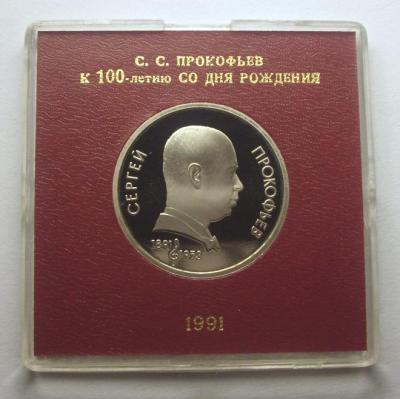 С. С. ПРОКОФЬЕВ
К 100-летию СО ДНЯ РОЖДЕНИЯ
СЕРГЕЙ
ПРОКОФЬЕВ
1891
1953
1991